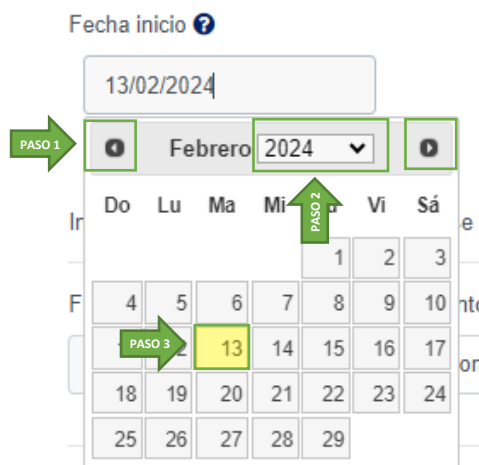 Fecha inicio
13/02/2024
PASO 1
Febrero 2024
Do Lu Ma Mi Vi Sá
PASO 2
1 2 3
4 5 6 7 8 9 10
PASO 3
13 14 15 16 17
18 19 20 21 22 23 24
25 26 27 28 29